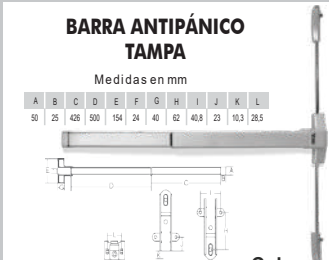 BARRA ANTIPÁNICO
TAMPA
Medidas en mm
A B C D E F G H I J K L
50 25 426 500 154 24 40 62 40,8 23 10,3 28,5